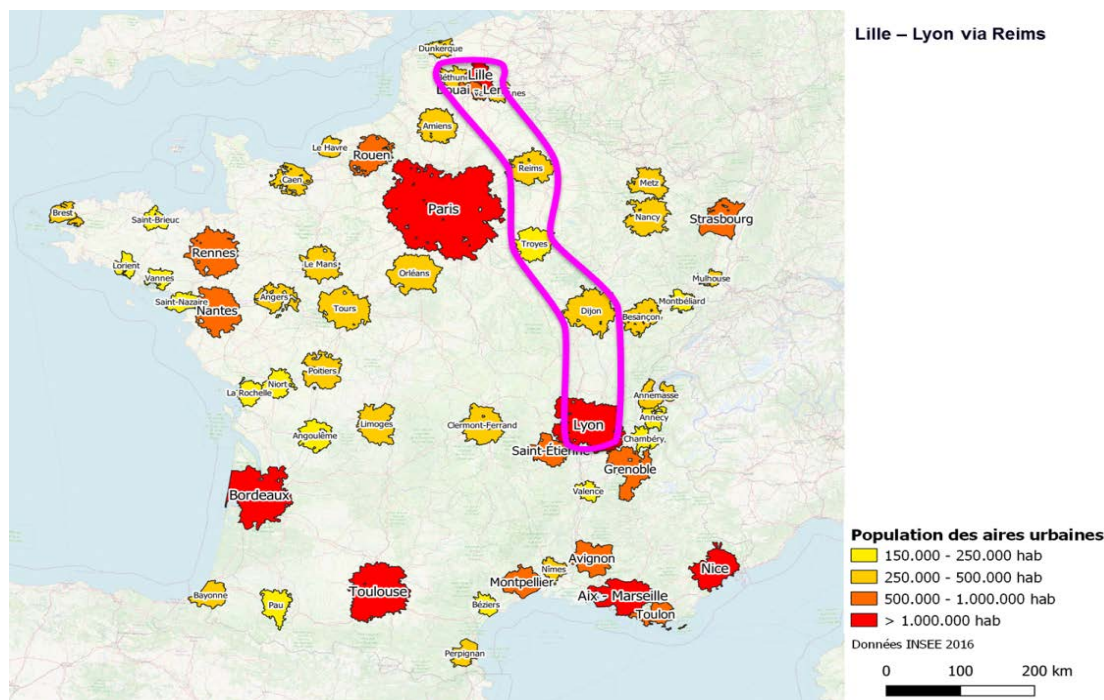 Lille – Lyon via Reims
Dunkerque
Lille
Douai - Lens
Amiens
Le Havre
Rouen
Reims
Caen
Metz
Paris
Brest
Saint-Brieuc
Nancy
Strasbourg
Troyes
Rennes
Lorient
Le Mans
Orléans
Vannes
Mulhouse
Saint-Nazaire
Angers
Montbéliard
Nantes
Tours
Dijon
Besançon
Poitiers
Niort
La Rochelle
Annemasse
Annecy
Limoges
Clermont-Ferrand
Lyon
Angoulême
Chambéry
Saint-Étienne
Grenoble
Valence
Bordeaux
Avignon
Nîmes
Nice
Montpellier
Bayonne
Toulouse
Aix - Marseille
Pau
Béziers
Toulon
Perpignan
Population des aires urbaines
150.000 - 250.000 hab
250.000 - 500.000 hab
500.000 - 1.000.000 hab
> 1.000.000 hab
Données INSEE 2016
0 100 200 km